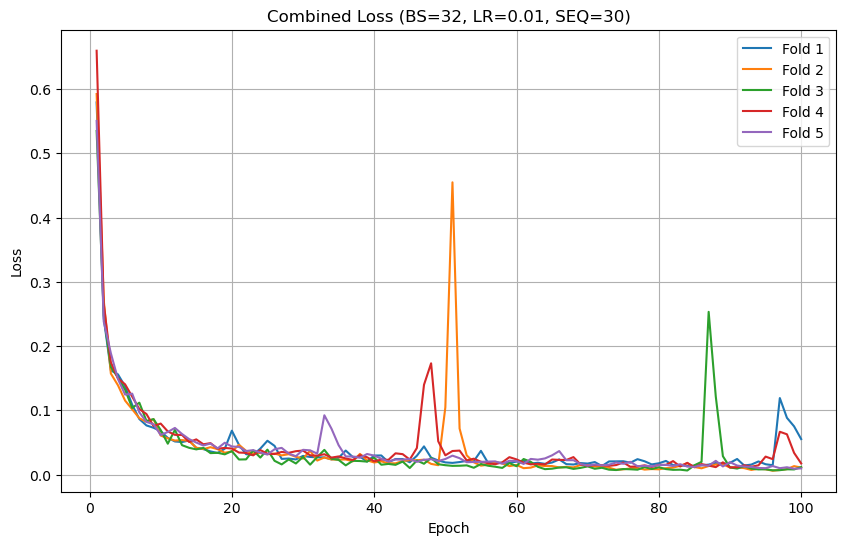 Combined Loss (BS=32, LR=0.01, SEQ=30)
Fold 1
Fold 2
Fold 3
Fold 4
Fold 5
Loss
0.6
0.5
0.4
0.3
0.2
0.1
0.0
0 20 40 60 80 100
Epoch